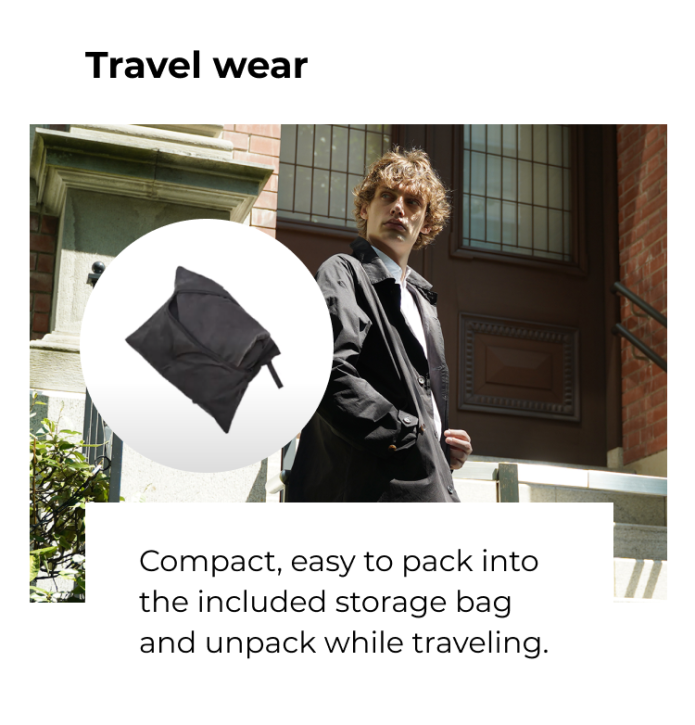 Travel wear
Compact, easy to pack into
the included storage bag
and unpack while traveling.